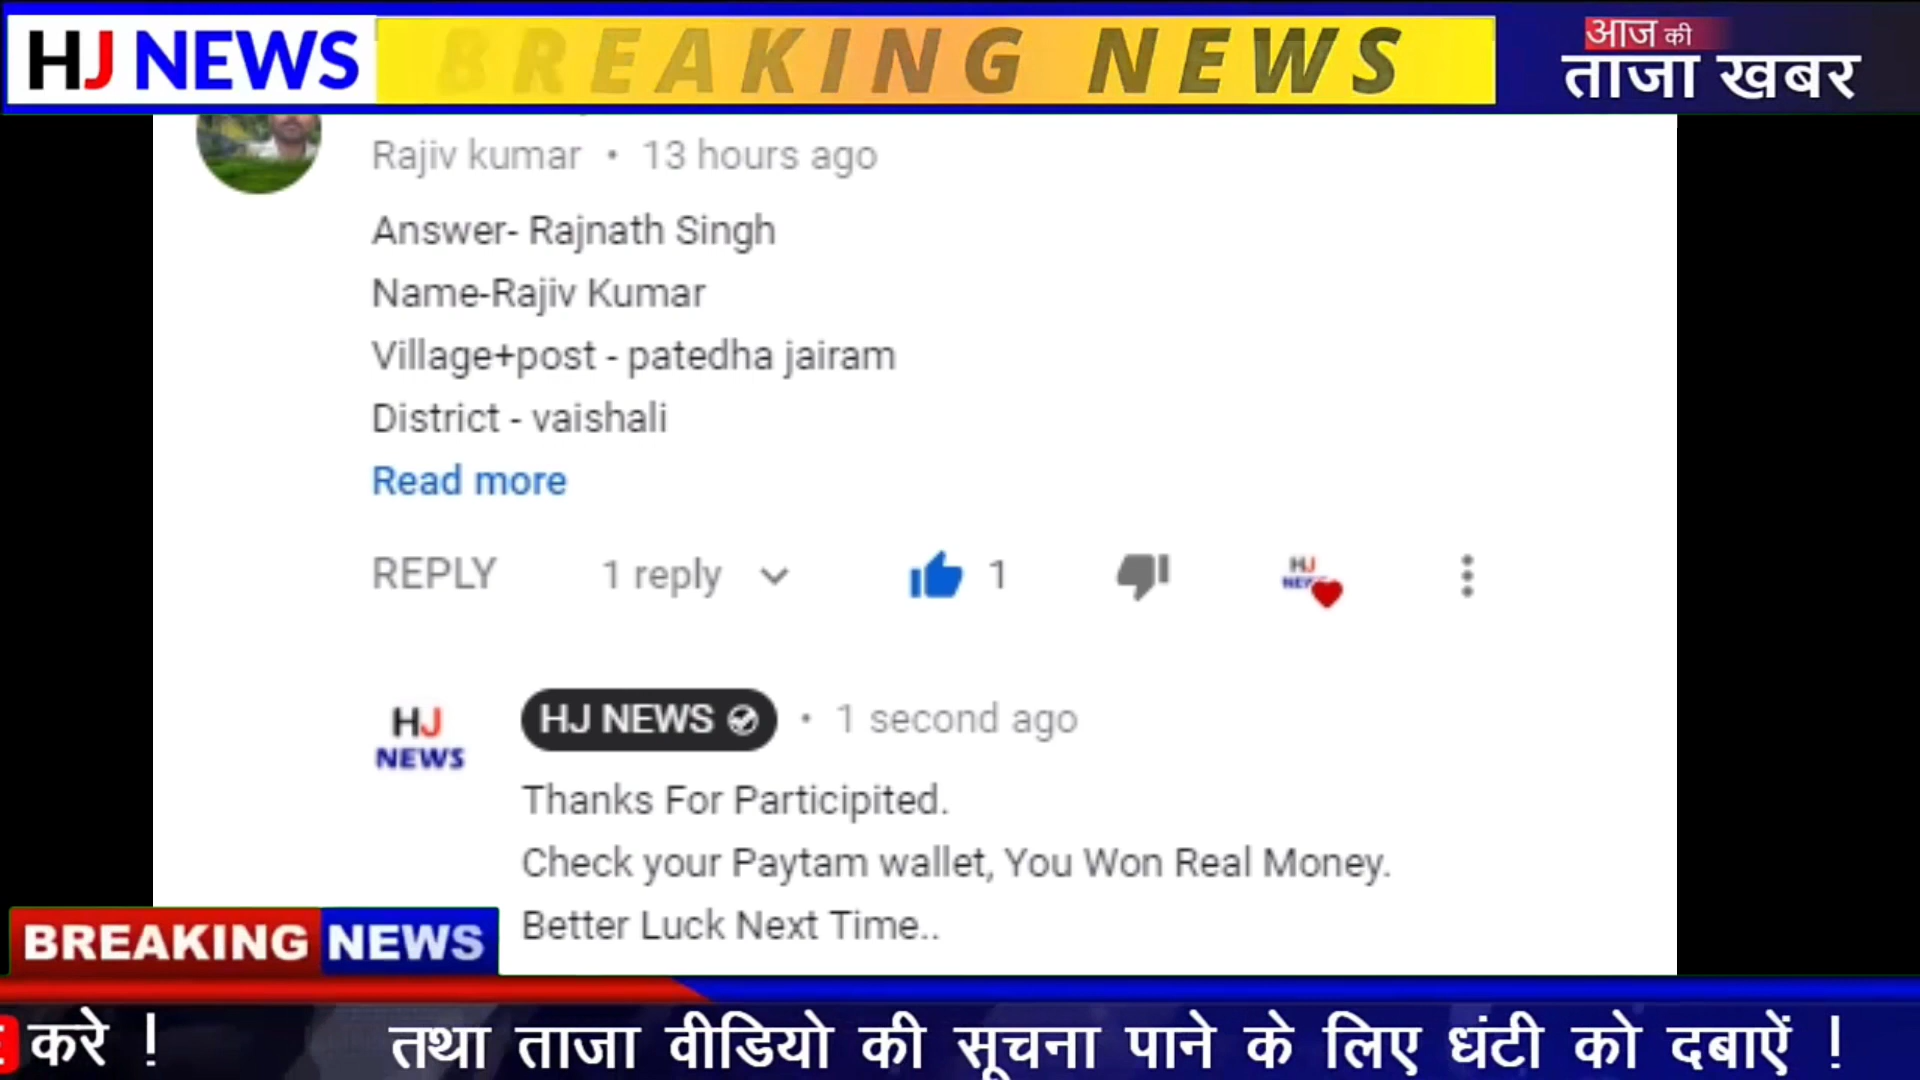 HJ NEWS
BREAKING NEWS
आज की
ताजा खबर
Rajiv kumar • 13 hours ago
Answer- Rajnath Singh
Name-Rajiv Kumar
Village+post - patedha jairam
District - vaishali
Read more
REPLY 1 reply 1
HJ
NEWS
HJ NEWS • 1 second ago
Thanks For Participited.
Check your Paytam wallet, You Won Real Money.
Better Luck Next Time..
BREAKING NEWS
करे ! तथा ताजा वीडियो की सूचना पाने के लिए धंटी को दबाऐं !